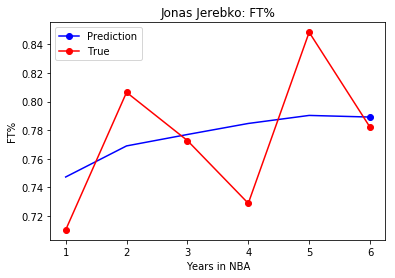 Jonas Jerebko: FT%
Prediction
True
FT%
0.84
0.82
0.80
0.78
0.76
0.74
0.72
1 2 3 4 5 6
Years in NBA